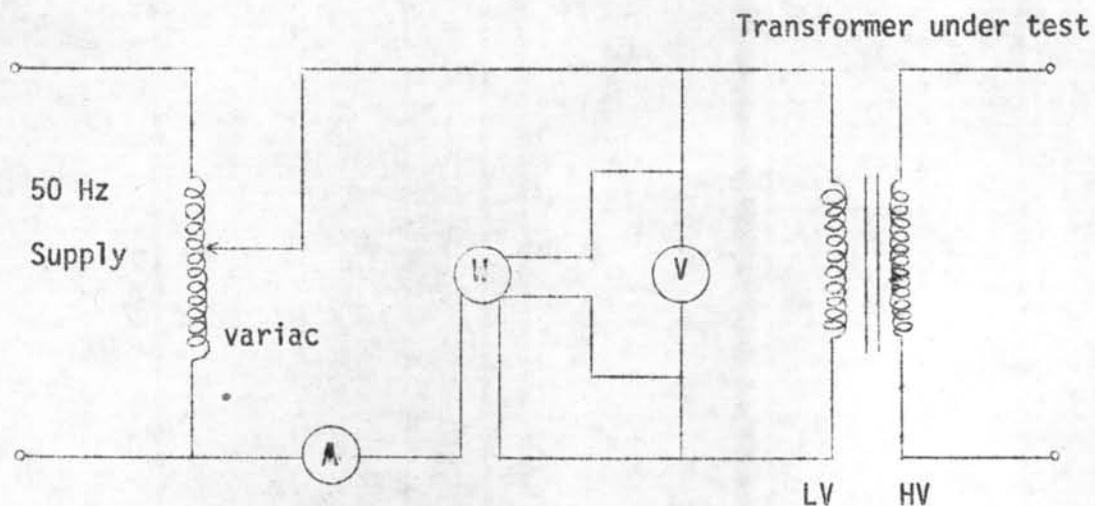 Transformer under test
50 Hz
Supply
W
V
variac
A
LV HV